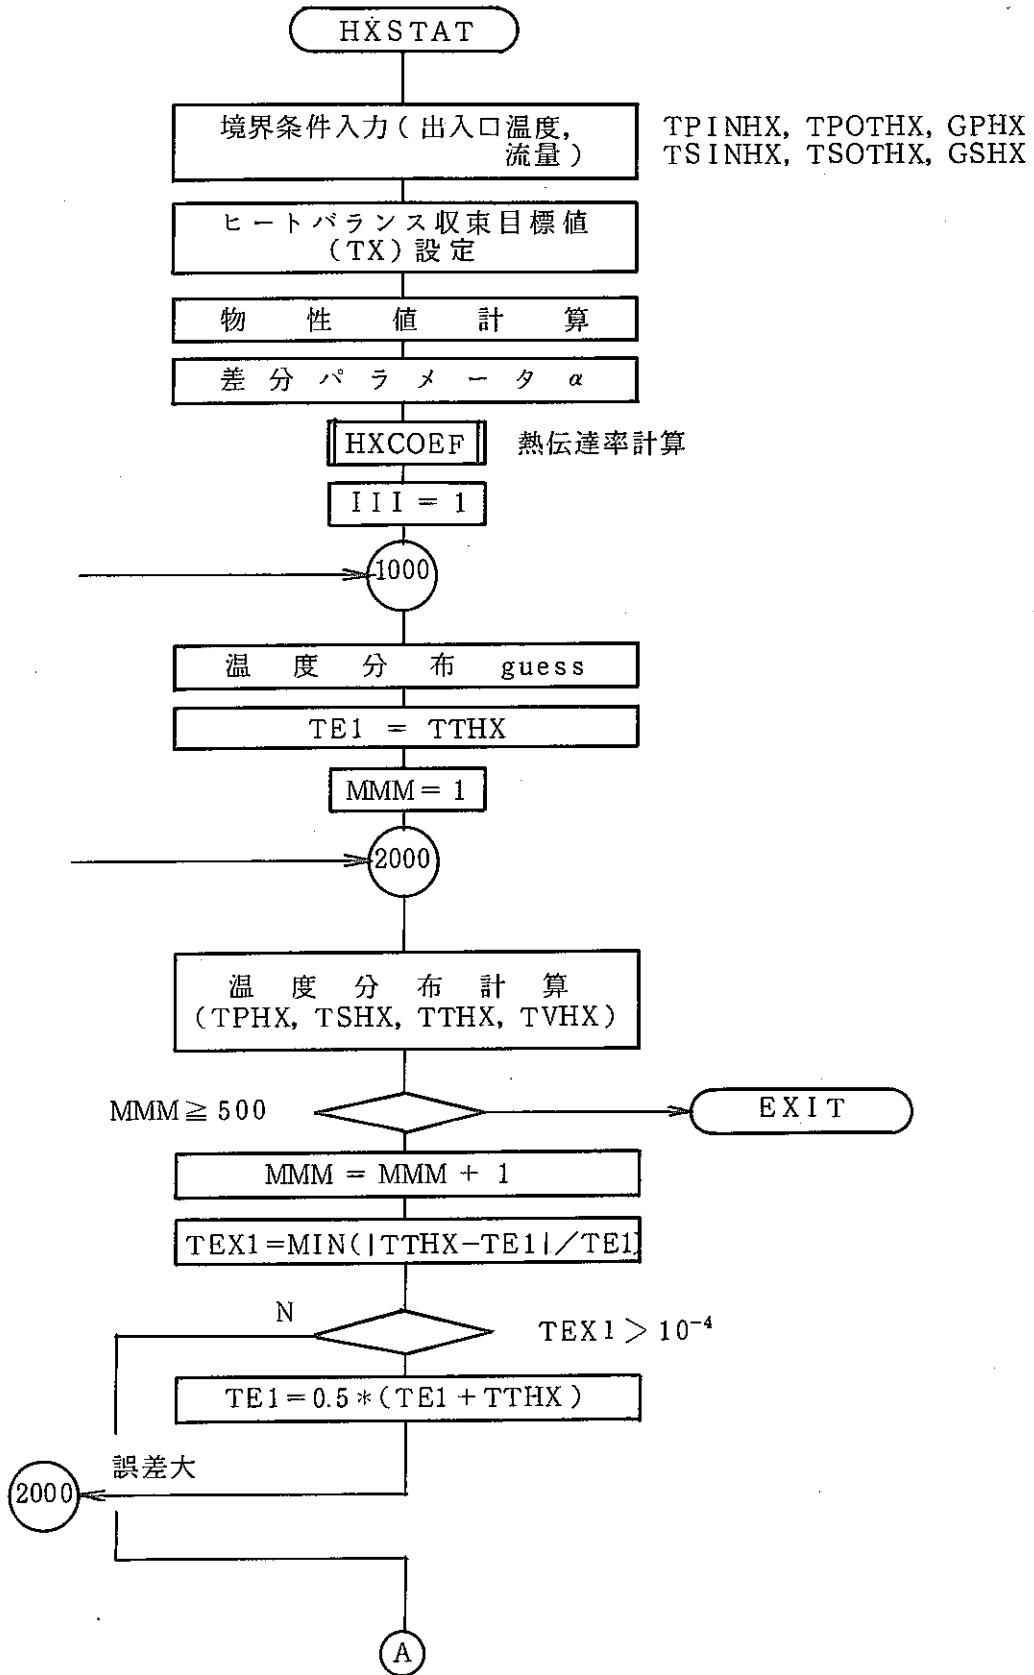 HXSTAT
境界条件入力(出入口温度,
流量)
TPINHX, TPOTHX, GPHX
TSINHX, TSOTHX, GSHX
ヒートバランス収束目標値
(TX)設定
物性値計算
差分パラメータα
HXCOEF
熱伝達率計算
III = 1
1000
温度分布 guess
TE1 = TTHX
MMM = 1
2000
温度分布計算
(TPHX, TSHX, TTHX, TVHX)
MMM ≧ 500
EXIT
MMM = MMM + 1
TEX1=MIN(|TTHX-TE1|/TE1)
N
TEX1 > 10⁻⁴
TE1=0.5*(TE1+TTHX)
誤差大
2000
A